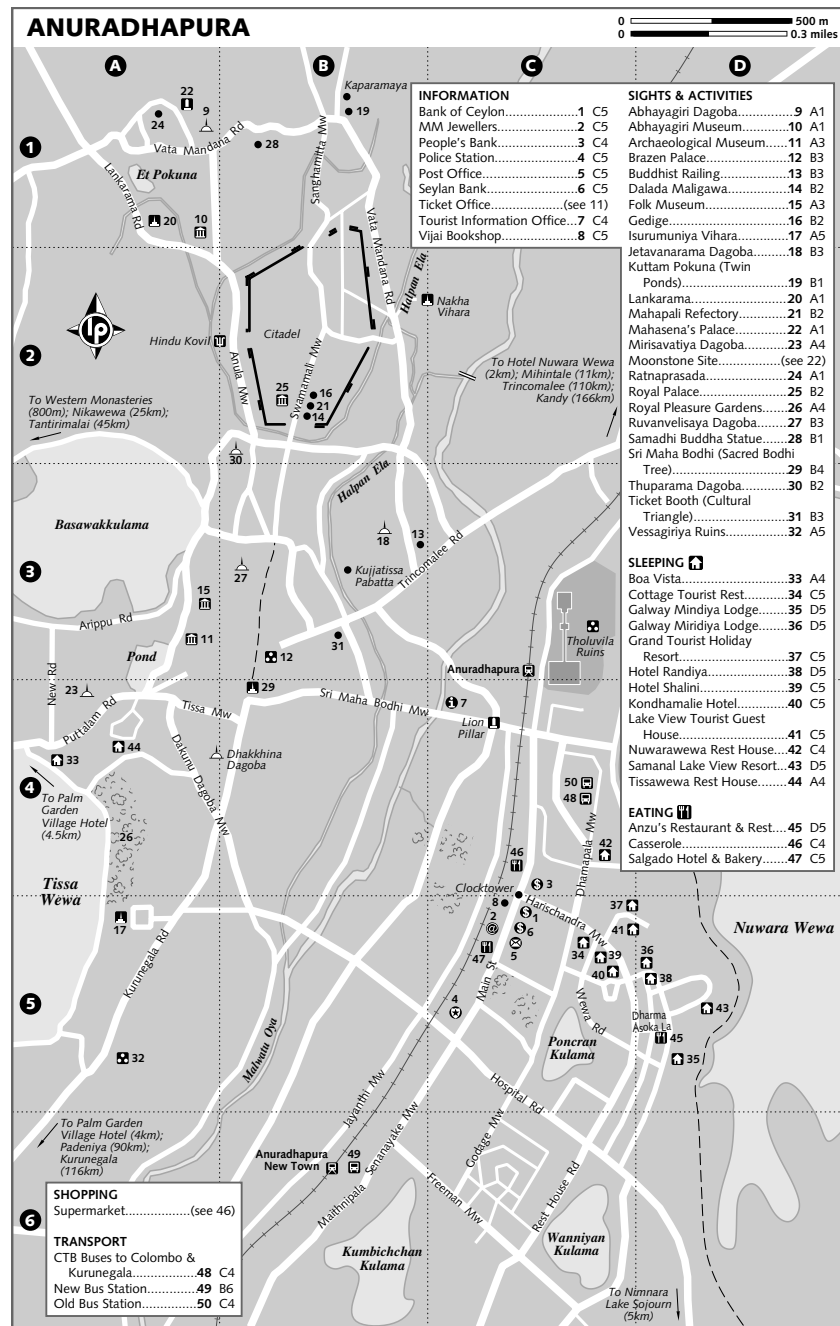 ANURADHAPURA
0 500 m
0 0.3 miles
A
B
C
D
1
2
3
4
5
6
INFORMATION
Bank of Ceylon......................1 C5
MM Jewellers........................2 C5
People's Bank........................3 C4
Police Station........................4 C5
Post Office............................5 C5
Seylan Bank..........................6 C5
Ticket Office....................(see 11)
Tourist Information Office...7 C4
Vijai Bookshop......................8 C5
SIGHTS & ACTIVITIES
Abhayagiri Dagoba................9 A1
Abhayagiri Museum.............10 A1
Archaeological Museum......11 A3
Brazen Palace......................12 B3
Buddhist Railing...................13 B3
Dalada Maligawa.................14 B2
Folk Museum.......................15 A3
Gedige.................................16 B2
Isurumuniya Vihara..............17 A5
Jetavanarama Dagoba.........18 B3
Kuttam Pokuna (Twin
Ponds)............................19 B1
Lankarama...........................20 A1
Mahapali Refectory..............21 B2
Mahasena's Palace...............22 A1
Mirisavatiya Dagoba............23 A4
Moonstone Site...............(see 22)
Ratnaprasada.......................24 A1
Royal Palace........................25 B2
Royal Pleasure Gardens.......26 A4
Ruvanvelisaya Dagoba.........27 B3
Samadhi Buddha Statue.......28 B1
Sri Maha Bodhi (Sacred Bodhi
Tree)...............................29 B4
Thuparama Dagoba.............30 B2
Ticket Booth (Cultural
Triangle).........................31 B3
Vessagiriya Ruins.................32 A5
SLEEPING
Boa Vista.............................33 A4
Cottage Tourist Rest.............34 C5
Galway Mindiya Lodge.........35 D5
Galway Miridiya Lodge.........36 D5
Grand Tourist Holiday
Resort.............................37 C5
Hotel Randiya......................38 D5
Hotel Shalini........................39 C5
Kondhamalie Hotel..............40 C5
Lake View Tourist Guest
House.............................41 C5
Nuwarawewa Rest House....42 C4
Samanal Lake View Resort....43 D5
Tissawewa Rest House.........44 A4
EATING
Anzu's Restaurant & Rest....45 D5
Casserole.............................46 C4
Salgado Hotel & Bakery.......47 C5
Kaparamaya
19
22
9
24
28
Vata Mandana Rd
Et Pokuna
Lankarama Rd
Sanghamitta Mw
20
10
Vata Mandana Rd
Halpan Ela
Nakha
Vihara
lp
Hindu Kovil
Citadel
Anula Mw
Swamamali Mw
25
16
21
14
To Hotel Nuwara Wewa
(2km); Mihintale (11km);
Trincomalee (110km);
Kandy (166km)
To Western Monasteries
(800m); Nikawewa (25km);
Tantirimalai (45km)
30
Halpan Ela
Basawakkulama
18
13
Trincomalee Rd
27
Kujjatissa
Pabatta
15
Arippu Rd
11
Pond
12
31
Tholuvila
Ruins
Anuradhapura
New Rd
23
29
Sri Maha Bodhi Mw
7
Lion
Pillar
Puttalam Rd
Tissa Mw
44
33
Dakunu Dagoba Mw
Dhakkhina
Dagoba
To Palm
Garden
Village Hotel
(4.5km)
50
48
Dhamapala Mw
42
26
46
Clocktower
3
Tissa
Wewa
8
1
2
6
47
5
Harischandra Mw
37
41
Nuwara Wewa
17
34
39
36
40
38
Kurunegala Rd
Main St
4
Wewa Rd
43
Dharma
Asoka La
45
35
Poncran
Kulama
32
Malwatu Oya
Hospital Rd
Jayanthi Mw
To Palm Garden
Village Hotel (4km);
Padeniya (90km);
Kurunegala
(116km)
Anuradhapura
New Town
49
Maithnipala Senanayake Mw
Godage Mw
Freeman Mw
Rest House Rd
Kumbichchan
Kulama
Wanniyan
Kulama
To Nimnara
Lake Sojourn
(5km)
SHOPPING
Supermarket................(see 46)
TRANSPORT
CTB Buses to Colombo &
Kurunegala..................48 C4
New Bus Station............49 B6
Old Bus Station..............50 C4